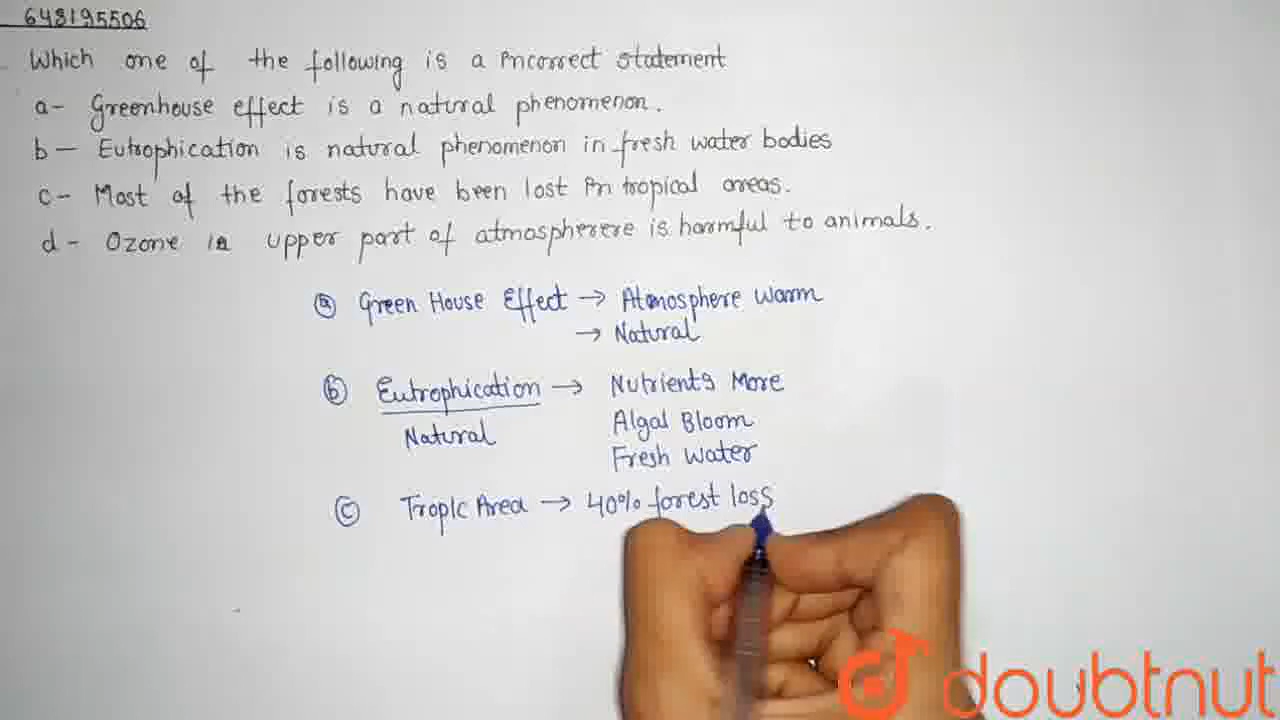 648195506
Which one of the following is a incorrect statement
a- Greenhouse effect is a natural phenomenon.
b- Eutrophication is natural phenomenon in fresh water bodies
c- Most of the forests have been lost in tropical areas.
d- Ozone in upper part of atmospherere is harmful to animals.
a Green House Effect → Atmosphere Warm
→ Natural
b Eutrophication → Nutrients More
Natural
Algal Bloom
Fresh Water
c Tropic Area → 40% forest loss
doubtnut